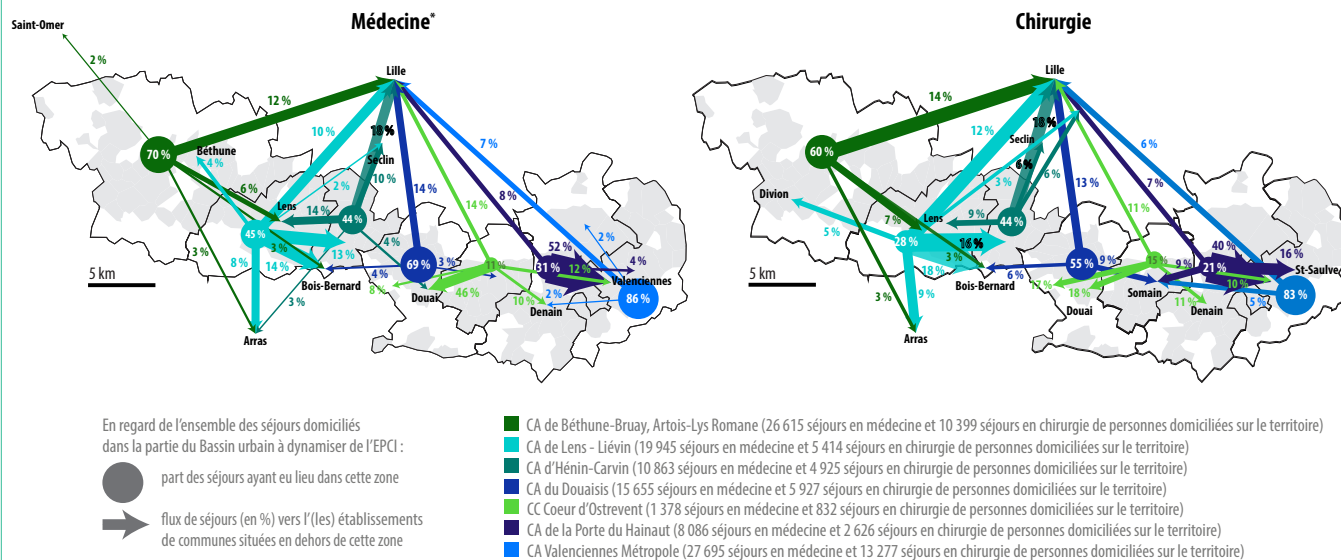 Médecine*
Saint-Omer
2 %
Lille
12 %
10 %
18 %
7 %
70 %
Béthune
4 %
Seclin
6 %
2 %
10 %
14 %
8 %
Lens
14 %
44 %
14 %
2 %
45 %
3 %
13 %
4 %
52 %
3 %
8 %
14 %
69 %
3 %
11 %
31 %
12 %
4 %
5 km
4 %
Bois-Bernard
8 %
46 %
Valenciennes
3 %
Douai
10 %
2 %
86 %
Denain
Arras
Chirurgie
Lille
14 %
12 %
18 %
6 %
Seclin
60 %
6 %
6 %
3 %
13 %
7 %
Divion
11 %
7 %
Lens
9 %
44 %
5 %
28 %
16 %
40 %
16 %
3 %
18 %
55 %
9 %
15 %
9 %
21 %
St-Saulve
5 km
6 %
10 %
Bois-Bernard
17 %
18 %
Somain
5 %
83 %
3 %
9 %
Douai
11 %
Denain
Arras
En regard de l'ensemble des séjours domiciliés
dans la partie du Bassin urbain à dynamiser de l'EPCI :
part des séjours ayant eu lieu dans cette zone
flux de séjours (en %) vers l'(les) établissements
de communes situées en dehors de cette zone
CA de Béthune-Bruay, Artois-Lys Romane (26 615 séjours en médecine et 10 399 séjours en chirurgie de personnes domiciliées sur le territoire)
CA de Lens - Liévin (19 945 séjours en médecine et 5 414 séjours en chirurgie de personnes domiciliées sur le territoire)
CA d'Hénin-Carvin (10 863 séjours en médecine et 4 925 séjours en chirurgie de personnes domiciliées sur le territoire)
CA du Douaisis (15 655 séjours en médecine et 5 927 séjours en chirurgie de personnes domiciliées sur le territoire)
CC Coeur d'Ostrevent (1 378 séjours en médecine et 832 séjours en chirurgie de personnes domiciliées sur le territoire)
CA de la Porte du Hainaut (8 086 séjours en médecine et 2 626 séjours en chirurgie de personnes domiciliées sur le territoire)
CA Valenciennes Métropole (27 695 séjours en médecine et 13 277 séjours en chirurgie de personnes domiciliées sur le territoire)